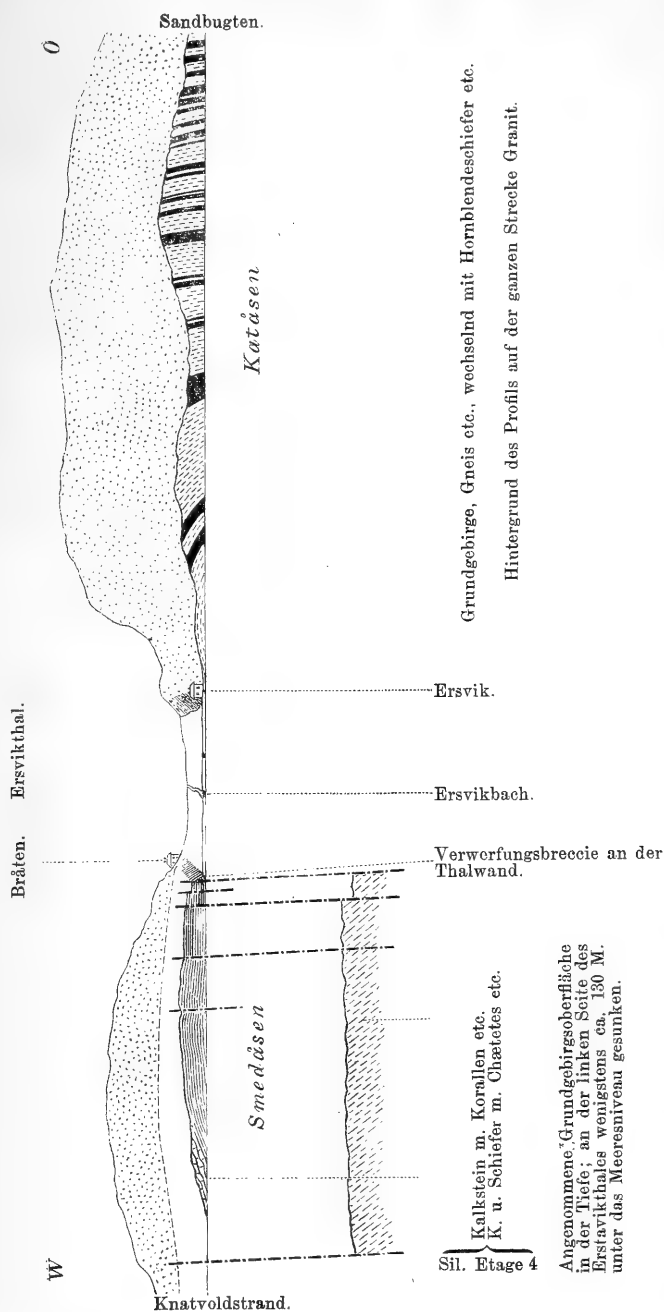 Sandbugten.
O
Katåsen
Grundgebirge, Gneis etc., wechselnd mit Hornblendeschiefer etc.
Hintergrund des Profils auf der ganzen Strecke Granit.
Ersvikthal.
Bråten.
Ersvik.
Ersvikbach.
Verwerfungsbreccie an der
Thalwand.
Smedåsen
Kalkstein m. Korallen etc.
K. u. Schiefer m. Chætetes etc.
Sil. Etage 4
Angenommene Grundgebirgsoberfläche
in der Tiefe; an der linken Seite des
Erstavikthales wenigstens ca. 130 M.
unter das Meeresniveau gesunken.
W
Knatvoldstrand.